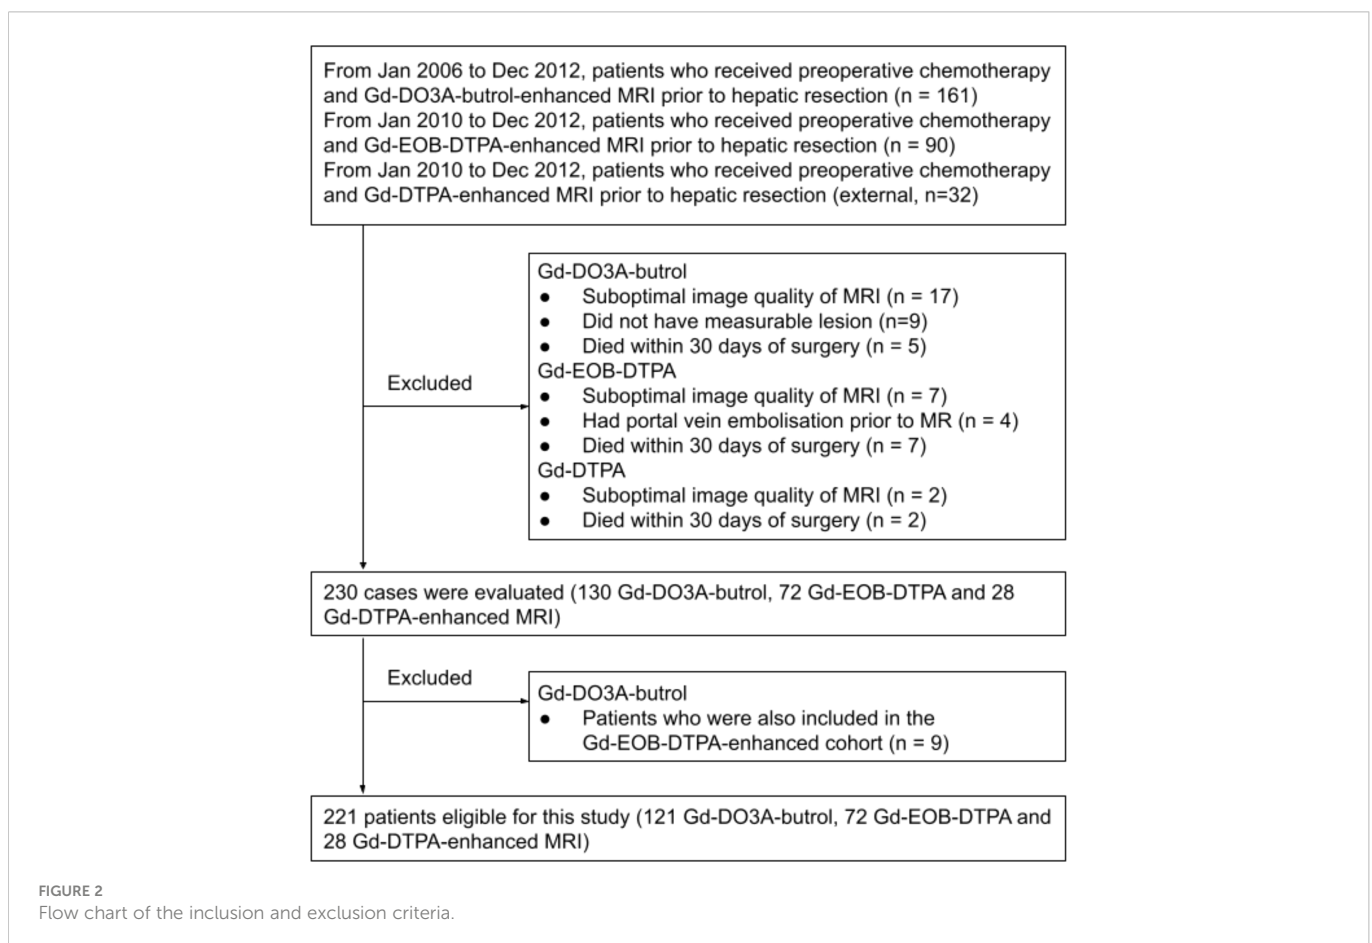 From Jan 2006 to Dec 2012, patients who received preoperative chemotherapy
and Gd-DO3A-butrol-enhanced MRI prior to hepatic resection (n = 161)
From Jan 2010 to Dec 2012, patients who received preoperative chemotherapy
and Gd-EOB-DTPA-enhanced MRI prior to hepatic resection (n = 90)
From Jan 2010 to Dec 2012, patients who received preoperative chemotherapy
and Gd-DTPA-enhanced MRI prior to hepatic resection (external, n=32)
Excluded
Gd-DO3A-butrol
● Suboptimal image quality of MRI (n = 17)
● Did not have measurable lesion (n=9)
● Died within 30 days of surgery (n = 5)
Gd-EOB-DTPA
● Suboptimal image quality of MRI (n = 7)
● Had portal vein embolisation prior to MR (n = 4)
● Died within 30 days of surgery (n = 7)
Gd-DTPA
● Suboptimal image quality of MRI (n = 2)
● Died within 30 days of surgery (n = 2)
230 cases were evaluated (130 Gd-DO3A-butrol, 72 Gd-EOB-DTPA and 28
Gd-DTPA-enhanced MRI)
Excluded
Gd-DO3A-butrol
● Patients who were also included in the
Gd-EOB-DTPA-enhanced cohort (n = 9)
221 patients eligible for this study (121 Gd-DO3A-butrol, 72 Gd-EOB-DTPA and
28 Gd-DTPA-enhanced MRI)
FIGURE 2
Flow chart of the inclusion and exclusion criteria.